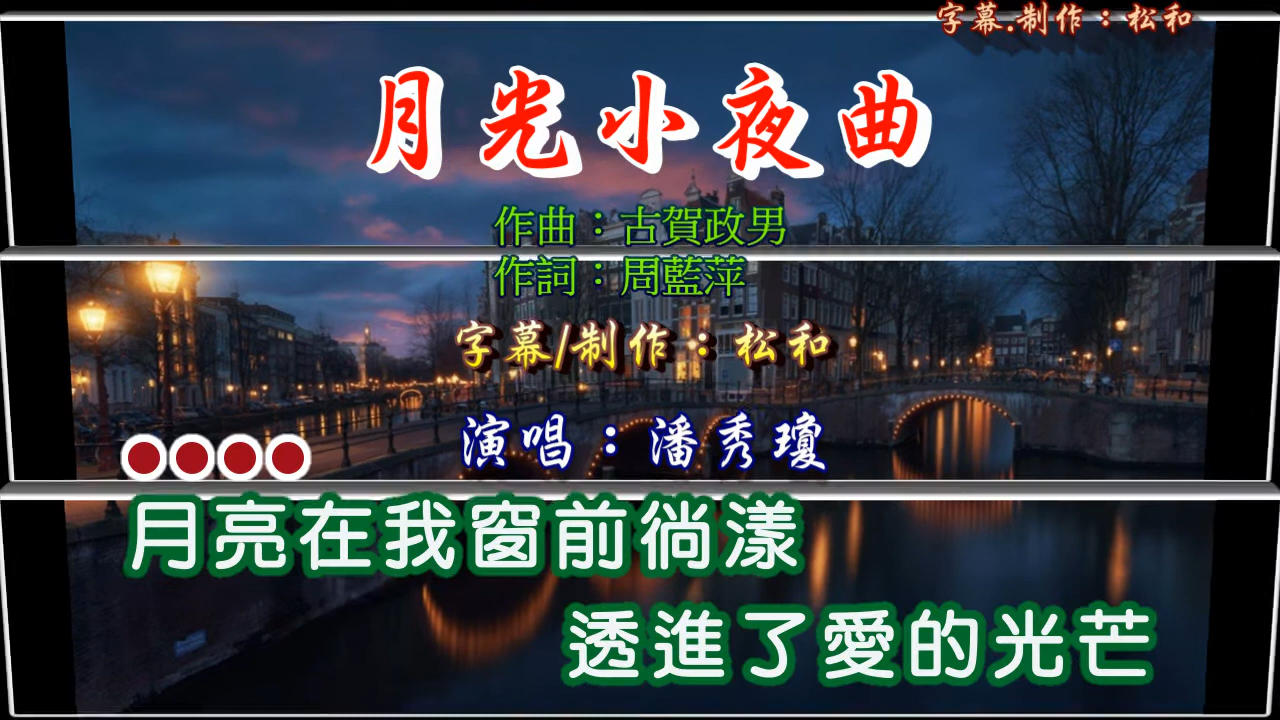 字幕.制作：松和
月光小夜曲
作曲：古賀政男
作詞：周藍萍
字幕/制作：松和
演唱：潘秀瓊
月亮在我窗前徜漾
透進了愛的光芒